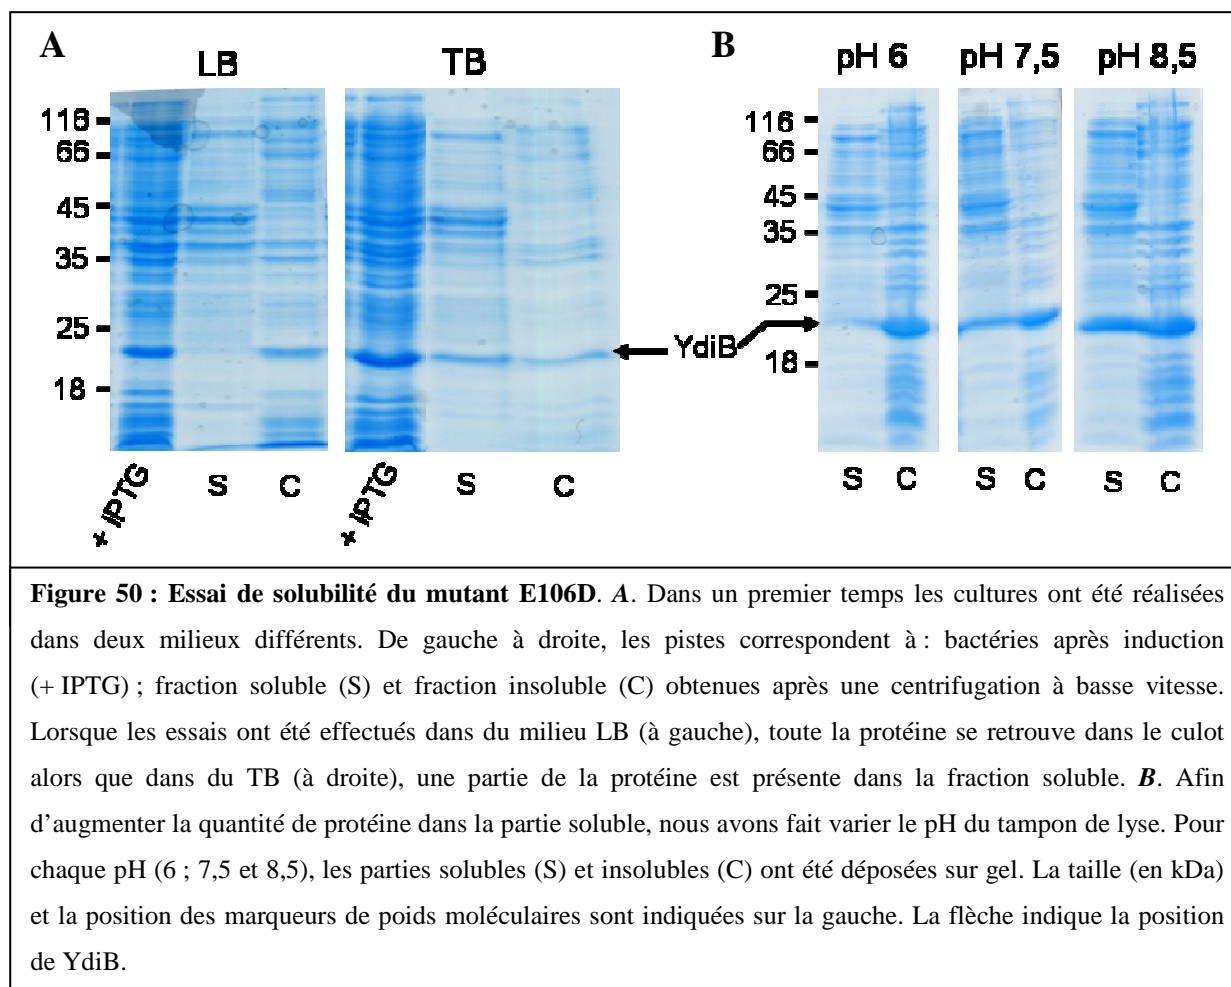 A
B
LB
TB
pH 6
pH 7,5
pH 8,5
116
66
45
35
25
18
116
66
45
35
25
18
YdiB
+ IPTG
S
C
+ IPTG
S
C
S
C
S
C
S
C
Figure 50 : Essai de solubilité du mutant E106D. A. Dans un premier temps les cultures ont été réalisées
dans deux milieux différents. De gauche à droite, les pistes correspondent à : bactéries après induction
(+ IPTG) ; fraction soluble (S) et fraction insoluble (C) obtenues après une centrifugation à basse vitesse.
Lorsque les essais ont été effectués dans du milieu LB (à gauche), toute la protéine se retrouve dans le culot
alors que dans du TB (à droite), une partie de la protéine est présente dans la fraction soluble. B. Afin
d'augmenter la quantité de protéine dans la partie soluble, nous avons fait varier le pH du tampon de lyse. Pour
chaque pH (6 ; 7,5 et 8,5), les parties solubles (S) et insolubles (C) ont été déposées sur gel. La taille (en kDa)
et la position des marqueurs de poids moléculaires sont indiquées sur la gauche. La flèche indique la position
de YdiB.